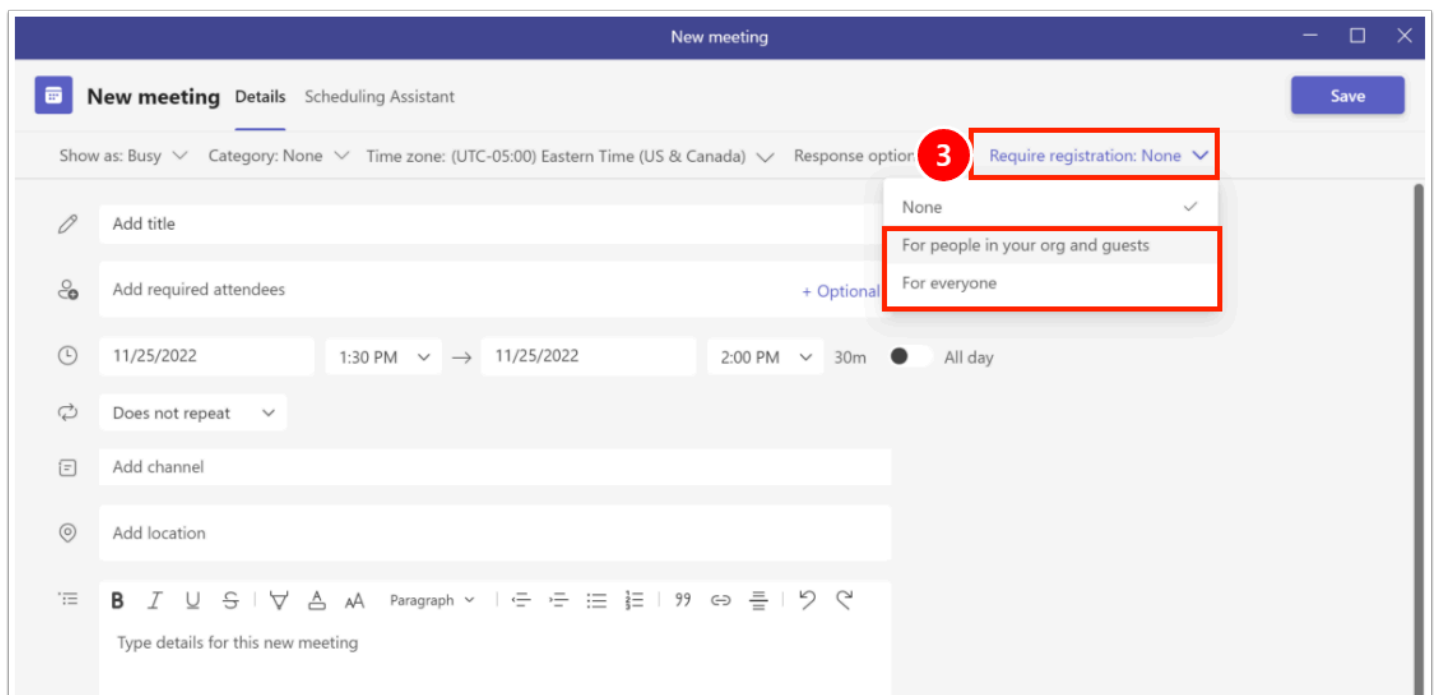 New meeting
New meeting Details Scheduling Assistant Save
Show as: Busy Category: None Time zone: (UTC-05:00) Eastern Time (US & Canada) Response option 3 Require registration: None
None
Add title
For people in your org and guests
For everyone
Add required attendees + Optional
11/25/2022 1:30 PM → 11/25/2022 2:00 PM 30m All day
Does not repeat
Add channel
Add location
B I U S A AA Paragraph 99
Type details for this new meeting